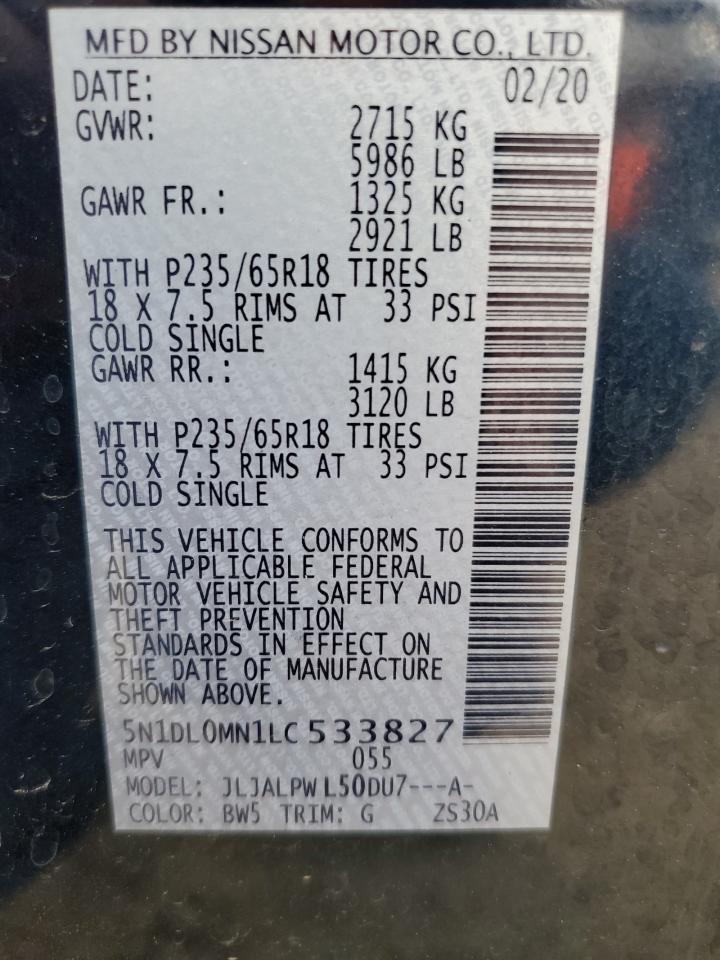 MFD BY NISSAN MOTOR CO., LTD.
DATE: 02/20
GVWR: 2715 KG
5986 LB
GAWR FR.: 1325 KG
2921 LB
WITH P235/65R18 TIRES
18 X 7.5 RIMS AT 33 PSI
COLD SINGLE
GAWR RR.: 1415 KG
3120 LB
WITH P235/65R18 TIRES
18 X 7.5 RIMS AT 33 PSI
COLD SINGLE
THIS VEHICLE CONFORMS TO
ALL APPLICABLE FEDERAL
MOTOR VEHICLE SAFETY AND
THEFT PREVENTION
STANDARDS IN EFFECT ON
THE DATE OF MANUFACTURE
SHOWN ABOVE.
5N1DL0MN1LC533827
MPV 055
MODEL: JLJALPWL50DU7---A-
COLOR: BW5 TRIM: G ZS30A